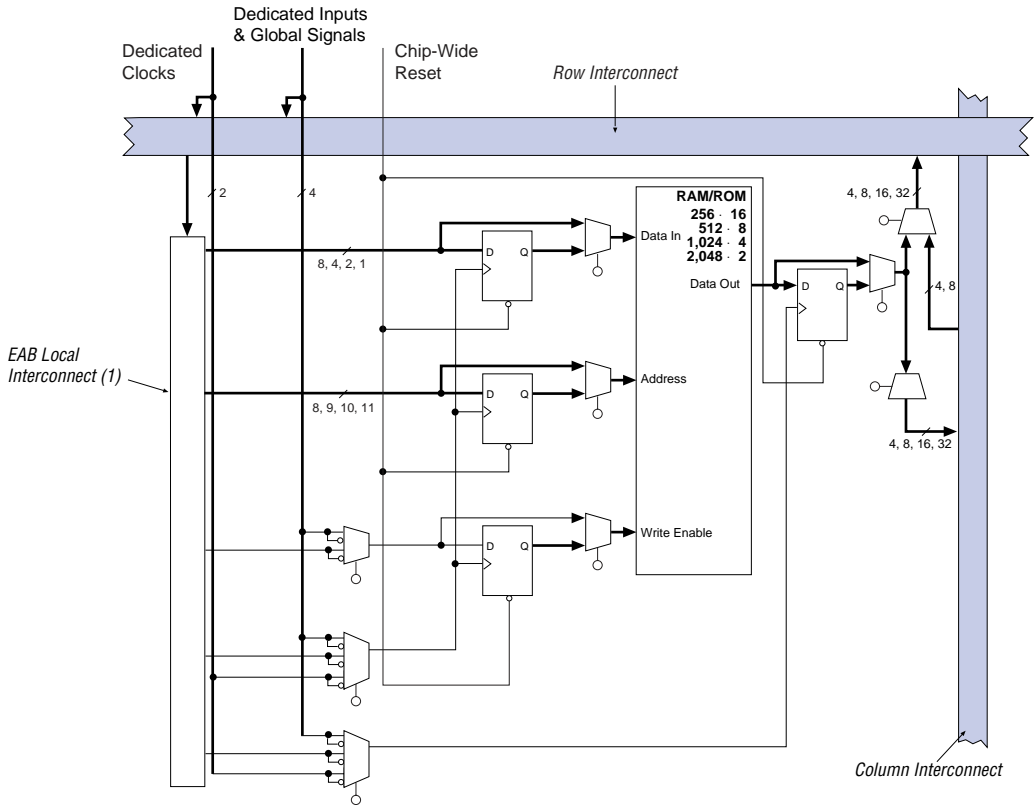 Dedicated Inputs
& Global Signals
Dedicated
Clocks
Chip-Wide
Reset
Row Interconnect
2
4
4, 8, 16, 32
RAM/ROM
256 · 16
512 · 8
1,024 · 4
2,048 · 2
Data In
D
Q
8, 4, 2, 1
Data Out
D
Q
4, 8
EAB Local
Interconnect (1)
Address
D
Q
8, 9, 10, 11
4, 8, 16, 32
Write Enable
D
Q
Column Interconnect